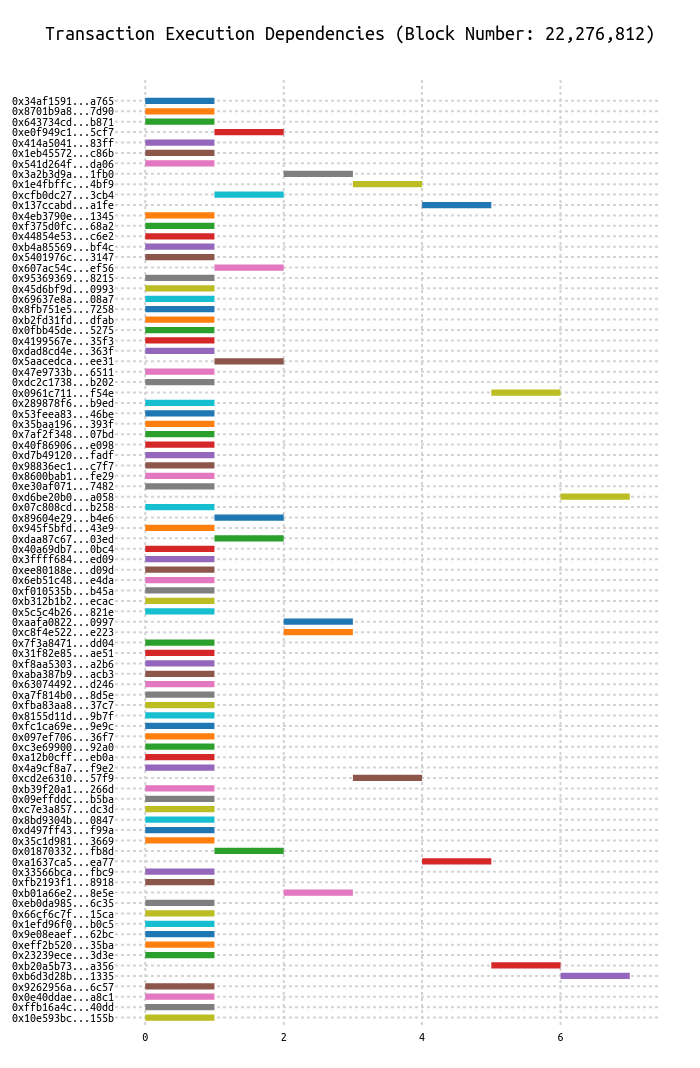 Transaction Execution Dependencies (Block Number: 22,276,812)
0x34af1591...a765
0x8701b9a8...7d90
0x643734cd...b871
0xe0f949c1...5cf7
0x414a5041...83ff
0x1eb45572...c86b
0x541d264f...da06
0x3a2b3d9a...1fb0
0x1e4fbffc...4bf9
0xcfb0dc27...3cb4
0x137ccabd...a1fe
0x4eb3790e...1345
0xf375d0fc...68a2
0x44854e53...c6e2
0xb4a85569...bf4c
0x5401976c...3147
0x607ac54c...ef56
0x95369369...8215
0x45d6bf9d...0993
0x69637e8a...08a7
0x8fb751e5...7258
0xb2fd31fd...dfab
0x0fbb45de...5275
0x4199567e...35f3
0xdad8cd4e...363f
0x5aacedca...ee31
0x47e9733b...6511
0xdc2c1738...b202
0x0961c711...f54e
0x289878f6...b9ed
0x53feea83...46be
0x35baa196...393f
0x7af2f348...07bd
0x40f86906...e098
0xd7b49120...fadf
0x98836ec1...c7f7
0x8600bab1...fe29
0xe30af071...7482
0xd6be20b0...a058
0x07c808cd...b258
0x89604e29...b4e6
0x945f5bfd...43e9
0xdaa87c67...03ed
0x40a69db7...0bc4
0x3ffff684...ed09
0xee80188e...d09d
0x6eb51c48...e4da
0xf010535b...b45a
0xb312b1b2...ecac
0x5c5c4b26...821e
0xaafa0822...0997
0xc8f4e522...e223
0x7f3a8471...dd04
0x31f82e85...ae51
0xf8aa5303...a2b6
0xaba387b9...acb3
0x63074492...d246
0xa7f814b0...8d5e
0xfba83aa8...37c7
0x8155d11d...9b7f
0xfc1ca69e...9e9c
0x097ef706...36f7
0xc3e69900...92a0
0xa12b0cff...eb0a
0x4a9cf8a7...f9e2
0xcd2e6310...57f9
0xb39f20a1...266d
0x09effddc...b5ba
0xc7e3a857...dc3d
0x8bd9304b...0847
0xd497ff43...f99a
0x35c1d981...3669
0x01870332...fb8d
0xa1637ca5...ea77
0x33566bca...fbc9
0xfb2193f1...8918
0xb01a66e2...8e5e
0xeb0da985...6c35
0x66cf6c7f...15ca
0x1efd96f0...b0c5
0x9e08eaef...62bc
0xeff2b520...35ba
0x23239ece...3d3e
0xb20a5b73...a356
0xb6d3d28b...1335
0x9262956a...6c57
0x0e40ddae...a8c1
0xffb16a4c...40dd
0x10e593bc...155b
0 2 4 6